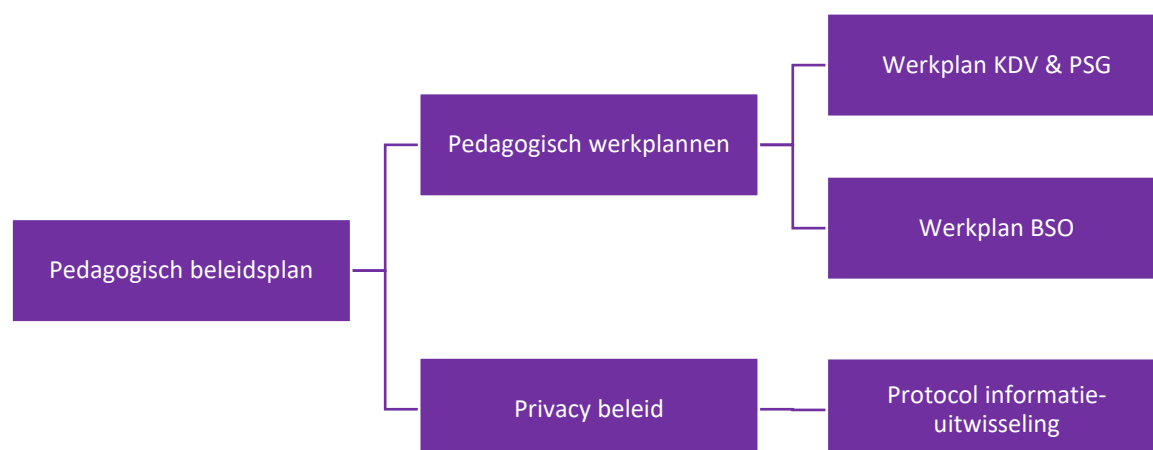 Pedagogisch beleidsplan
Pedagogisch werkplannen
Werkplan KDV & PSG
Werkplan BSO
Privacy beleid
Protocol informatie-
uitwisseling